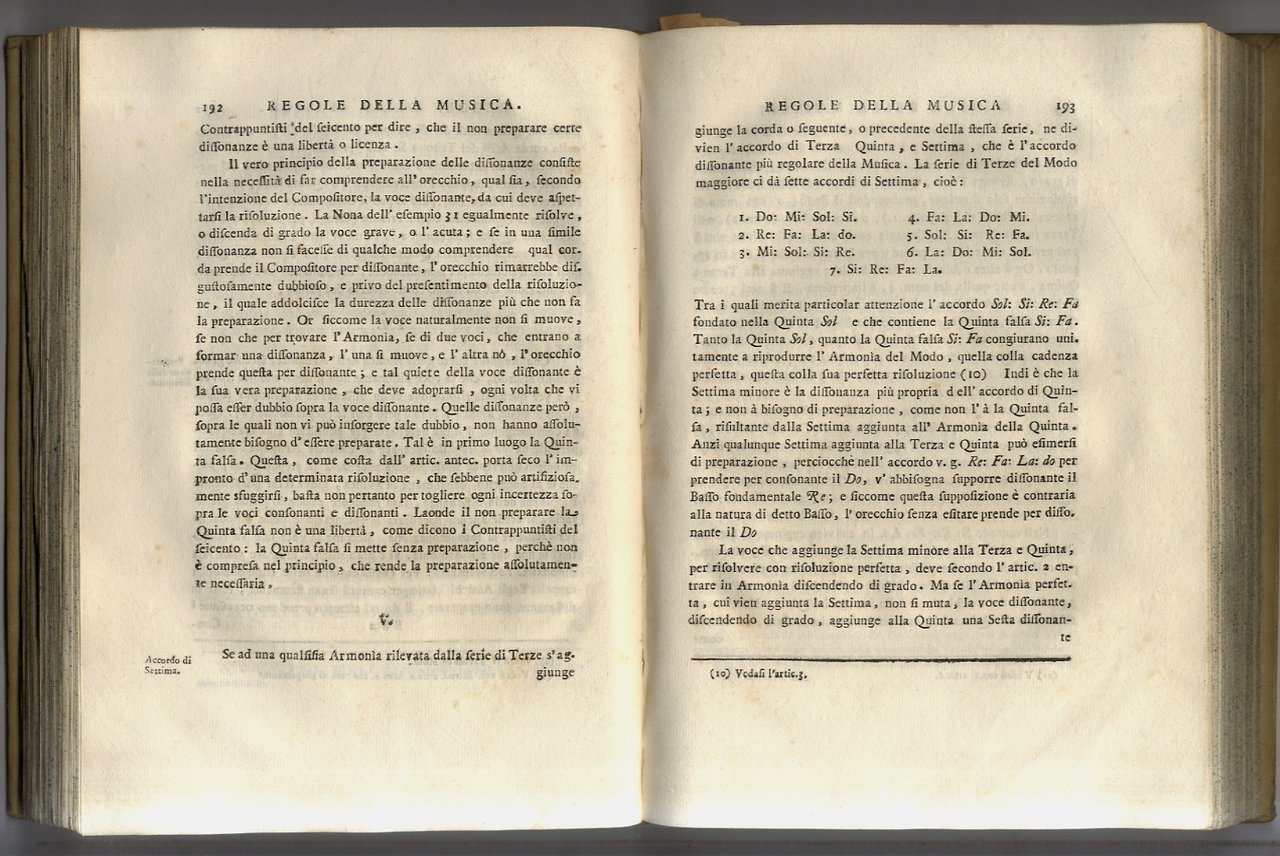 192 REGOLE DELLA MUSICA.
Contrappuntiſti del ſeicento per dire, che il non preparare certe
diſſonanze è una libertà o licenza.
Il vero principio della preparazione delle diſſonanze conſiſte
nella neceſſità di far comprendere all' orecchio, qual ſia, ſecondo
l'intenzione del Compoſitore, la voce diſſonante, da cui deve aſpet-
tarſi la riſoluzione. La Nona dell' eſempio 31 egualmente riſolve,
o diſcenda di grado la voce grave, o l' acuta; e ſe in una ſimile
diſſonanza non ſi faceſſe di qualche modo comprendere qual cor-
da prende il Compoſitore per diſſonante, l' orecchio rimarrebbe diſ-
guſtoſamente dubbioſo, e privo del preſentimento della riſoluzio-
ne, il quale addolciſce la durezza delle diſſonanze più che non fa
la preparazione. Or ſiccome la voce naturalmente non ſi muove,
ſe non che per trovare l' Armonìa, ſe di due voci, che entrano a
formar una diſſonanza, l' una ſi muove, e l' altra nò, l' orecchio
prende queſta per diſſonante; e tal quiete della voce diſſonante è
la ſua vera preparazione, che deve adoprarſi, ogni volta che vi
poſſa eſſer dubbio ſopra la voce diſſonante. Quelle diſſonanze però,
ſopra le quali non vi può inſorgere tale dubbio, non hanno aſſolu-
tamente biſogno d' eſſere preparate. Tal è in primo luogo la Quin-
ta falſa. Queſta, come coſta dall' artic. antec. porta ſeco l' im-
pronto d' una determinata riſoluzione, che ſebbene può artifizioſa-
mente sfuggirſi, baſta non pertanto per togliere ogni incertezza ſo-
pra le voci conſonanti e diſſonanti. Laonde il non preparare la
Quinta falſa non è una libertà, come dicono i Contrappuntiſti del
ſeicento: la Quinta falſa ſi mette ſenza preparazione, perchè non
è compreſa nel principio, che rende la preparazione aſſolutamen-
te neceſſaria.
V.
Accordo di
Settima.
Se ad una qualſiſia Armonìa rilevata dalla ſerie di Terze s' ag-
giunge
REGOLE DELLA MUSICA 193
giunge la corda o ſeguente, o precedente della ſteſſa ſerie, ne di-
vien l' accordo di Terza Quinta, e Settima, che è l' accordo
diſſonante più regolare della Muſica. La ſerie di Terze del Modo
maggiore ci dà ſette accordi di Settima, cioè:
1. Do: Mi: Sol: Si. 4. Fa: La: Do: Mi.
2. Re: Fa: La: do. 5. Sol: Si: Re: Fa.
3. Mi: Sol: Si: Re. 6. La: Do: Mi: Sol.
7. Si: Re: Fa: La.
Tra i quali merita particolar attenzione l' accordo Sol: Si: Re: Fa
fondato nella Quinta Sol e che contiene la Quinta falſa Si: Fa.
Tanto la Quinta Sol, quanto la Quinta falſa Si: Fa congiurano uni-
tamente a riprodurre l' Armonìa del Modo, quella colla cadenza
perfetta, queſta colla ſua perfetta riſoluzione (10) Indi è che la
Settima minore è la diſſonanza più propria d ell' accordo di Quin-
ta; e non à biſogno di preparazione, come non l' à la Quinta fal-
ſa, riſultante dalla Settima aggiunta all' Armonìa della Quinta.
Anzi qualunque Settima aggiunta alla Terza e Quinta può eſimerſi
di preparazione, perciocchè nell' accordo v. g. Re: Fa: La: do per
prendere per conſonante il Do, v' abbiſogna ſupporre diſſonante il
Baſſo fondamentale Re; e ſiccome queſta ſuppoſizione è contraria
alla natura di detto Baſſo, l' orecchio ſenza eſitare prende per diſſo-
nante il Do
La voce che aggiunge la Settima minore alla Terza e Quinta,
per riſolvere con riſoluzione perfetta, deve ſecondo l' artic. 2 en-
trare in Armonìa diſcendendo di grado. Ma ſe l' Armonìa perfet-
ta, cui vien aggiunta la Settima, non ſi muta, la voce diſſonante,
diſcendendo di grado, aggiunge alla Quinta una Seſta diſſonan-
te
(10) Vedaſi l'artic.3.